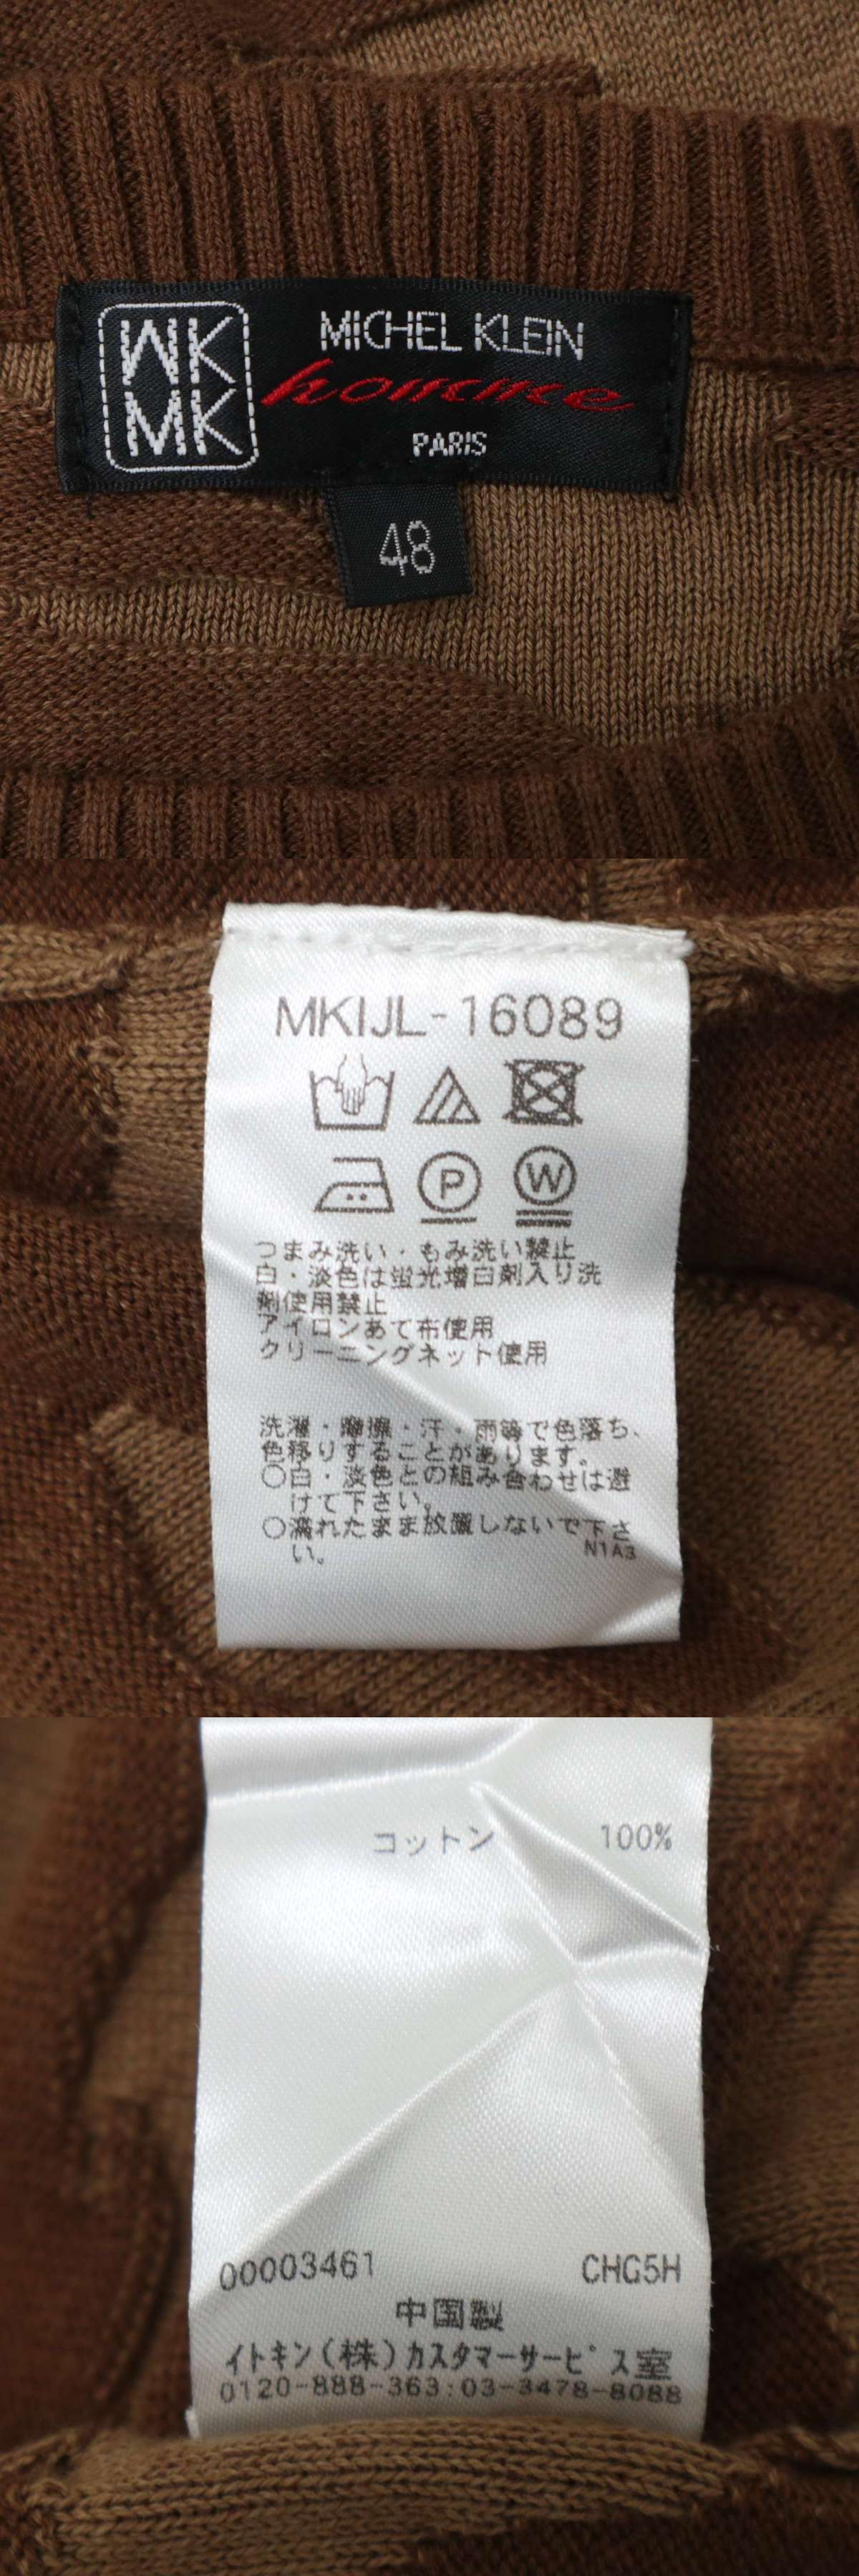 MK
MK
MICHEL KLEIN
homme
PARIS
48
MKIJL-16089
P
W
つまみ洗い・もみ洗い禁止
白・淡色は蛍光増白剤入り洗
剤使用禁止
アイロンあて布使用
クリーニングネット使用
洗濯・摩擦・汗・雨等で色落ち、
色移りすることがあります。
○白・淡色との組み合わせは避
けて下さい。
○濡れたまま放置しないで下さ
い。
N1A3
コットン 100%
00003461 CHG5H
中国製
イトキン(株)カスタマーサービス室
0120-888-363:03-3478-8088